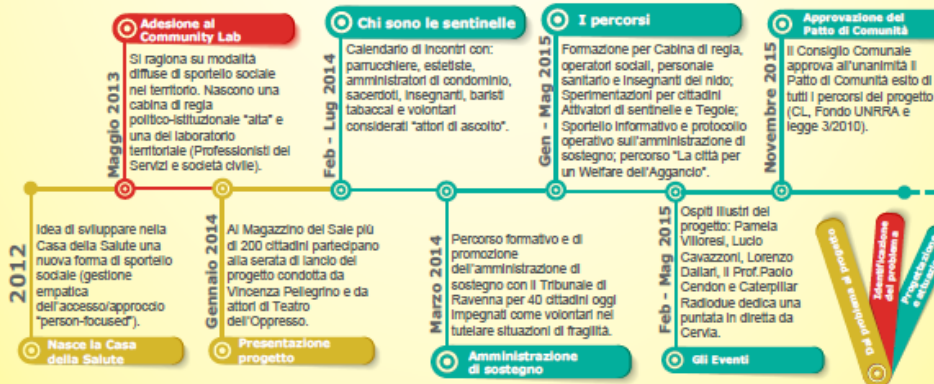 Adesione al
Community Lab
Maggio 2013
Si ragiona su modalità
diffuse di sportello sociale
nel territorio. Nascono una
cabina di regia
politico-istituzionale "alta" e
una del laboratorio
territoriale (Professionisti dei
Servizi e società civile).
Chi sono le sentinelle
Feb - Lug 2014
Calendario di incontri con:
parrucchiere, estetiste,
amministratori di condominio,
sacerdoti, insegnanti, baristi
tabaccai e volontari
considerati "attori di ascolto".
I percorsi
Gen - Mag 2015
Formazione per Cabina di regia,
operatori sociali, personale
sanitario e insegnanti del nido;
Sperimentazioni per cittadini
Attivatori di sentinelle e Tegole;
Sportello informativo e protocollo
operativo sull'amministrazione di
sostegno; percorso "La città per
un Welfare dell'Aggancio".
Approvazione del
Patto di Comunità
Novembre 2015
Il Consiglio Comunale
approva all'unanimità il
Patto di Comunità esito di
tutti i percorsi del progetto
(CL, Fondo UNRRA e
legge 3/2010).
2012
Idea di sviluppare nella
Casa della Salute una
nuova forma di sportello
sociale (gestione
empatica
dell'accesso/approccio
"person-focused").
Nasce la Casa
della Salute
Gennaio 2014
Al Magazzino del Sale più
di 200 cittadini partecipano
alla serata di lancio del
progetto condotta da
Vincenza Pellegrino e da
attori di Teatro
dell'Oppresso.
Presentazione
progetto
Marzo 2014
Percorso formativo e di
promozione
dell'amministrazione di
sostegno con il Tribunale di
Ravenna per 40 cittadini oggi
impegnati come volontari nel
tutelare situazioni di fragilità.
Amministrazione
di sostegno
Feb - Mag 2015
Ospiti illustri del
progetto: Pamela
Villoresi, Lucio
Cavazzoni, Lorenzo
Dallari, il Prof.Paolo
Cendon e Caterpillar
Radiodue dedica una
puntata in diretta da
Cervia.
Gli Eventi
Dal problema al progetto
Identificazione
del problema
Progettazione